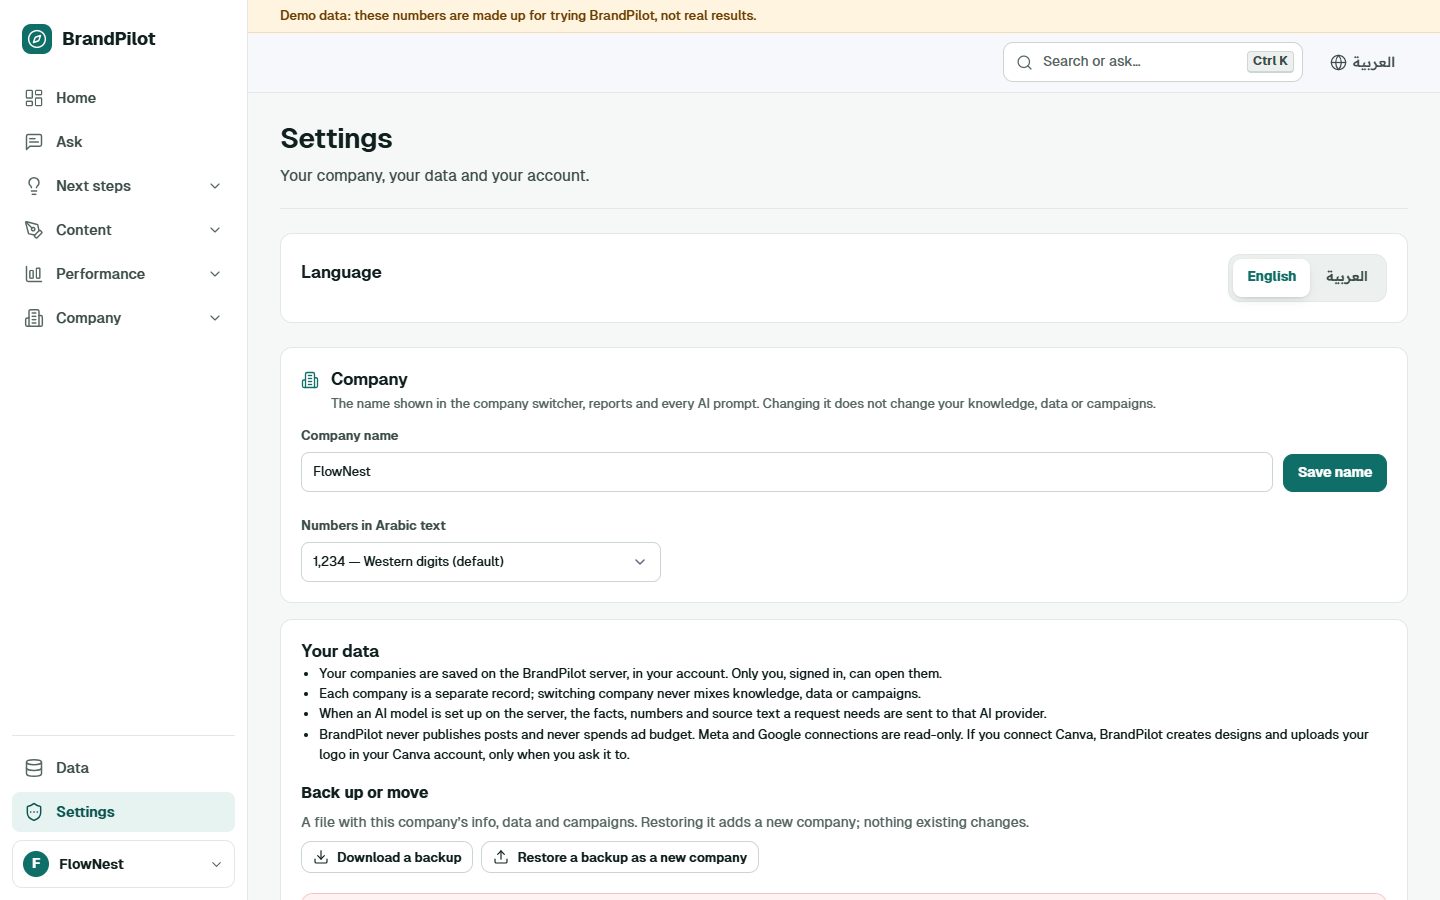 BrandPilot
Home
Ask
Next steps
Content
Performance
Company
Data
Settings
F FlowNest
Demo data: these numbers are made up for trying BrandPilot, not real results.
Search or ask... Ctrl K
العربية
Settings
Your company, your data and your account.
Language
English العربية
Company
The name shown in the company switcher, reports and every AI prompt. Changing it does not change your knowledge, data or campaigns.
Company name
FlowNest
Save name
Numbers in Arabic text
1,234 — Western digits (default)
Your data
• Your companies are saved on the BrandPilot server, in your account. Only you, signed in, can open them.
• Each company is a separate record; switching company never mixes knowledge, data or campaigns.
• When an AI model is set up on the server, the facts, numbers and source text a request needs are sent to that AI provider.
• BrandPilot never publishes posts and never spends ad budget. Meta and Google connections are read-only. If you connect Canva, BrandPilot creates designs and uploads your
logo in your Canva account, only when you ask it to.
Back up or move
A file with this company's info, data and campaigns. Restoring it adds a new company; nothing existing changes.
Download a backup
Restore a backup as a new company